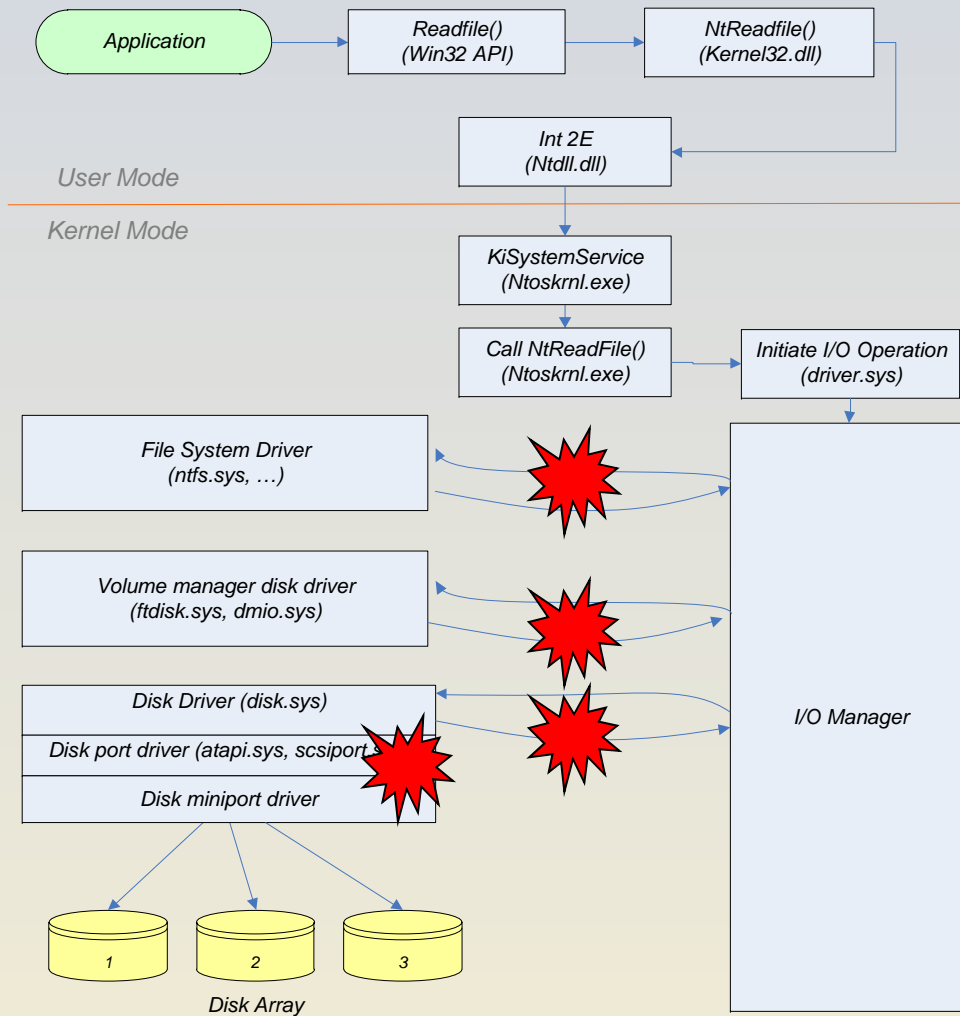 Application
Readfile()
(Win32 API)
NtReadfile()
(Kernel32.dll)
Int 2E
(Ntdll.dll)
User Mode
Kernel Mode
KiSystemService
(Ntoskrnl.exe)
Call NtReadFile()
(Ntoskrnl.exe)
Initiate I/O Operation
(driver.sys)
File System Driver
(ntfs.sys, …)
Volume manager disk driver
(ftdisk.sys, dmio.sys)
Disk Driver (disk.sys)
I/O Manager
Disk port driver (atapi.sys, scsiport.s
Disk miniport driver
1
2
3
Disk Array